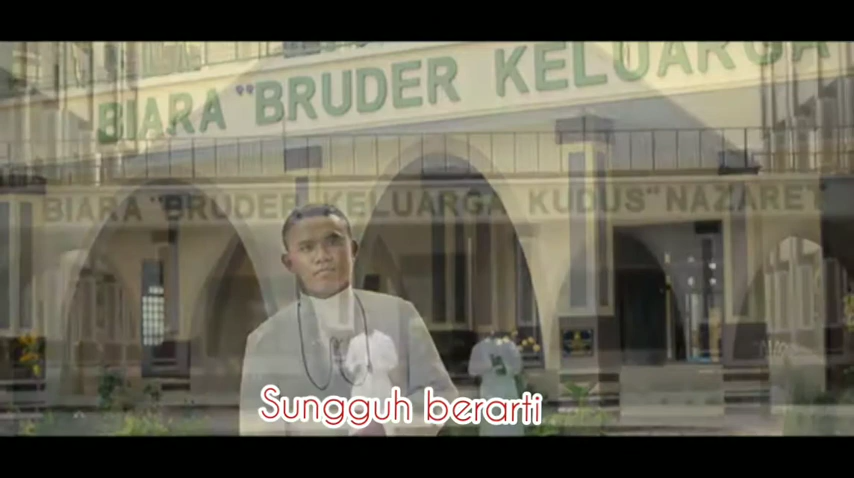 BIARA "BRUDER KELUARGA
BIARA "BRUDER KELUARGA KUDUS" NAZARET
Sungguh berarti